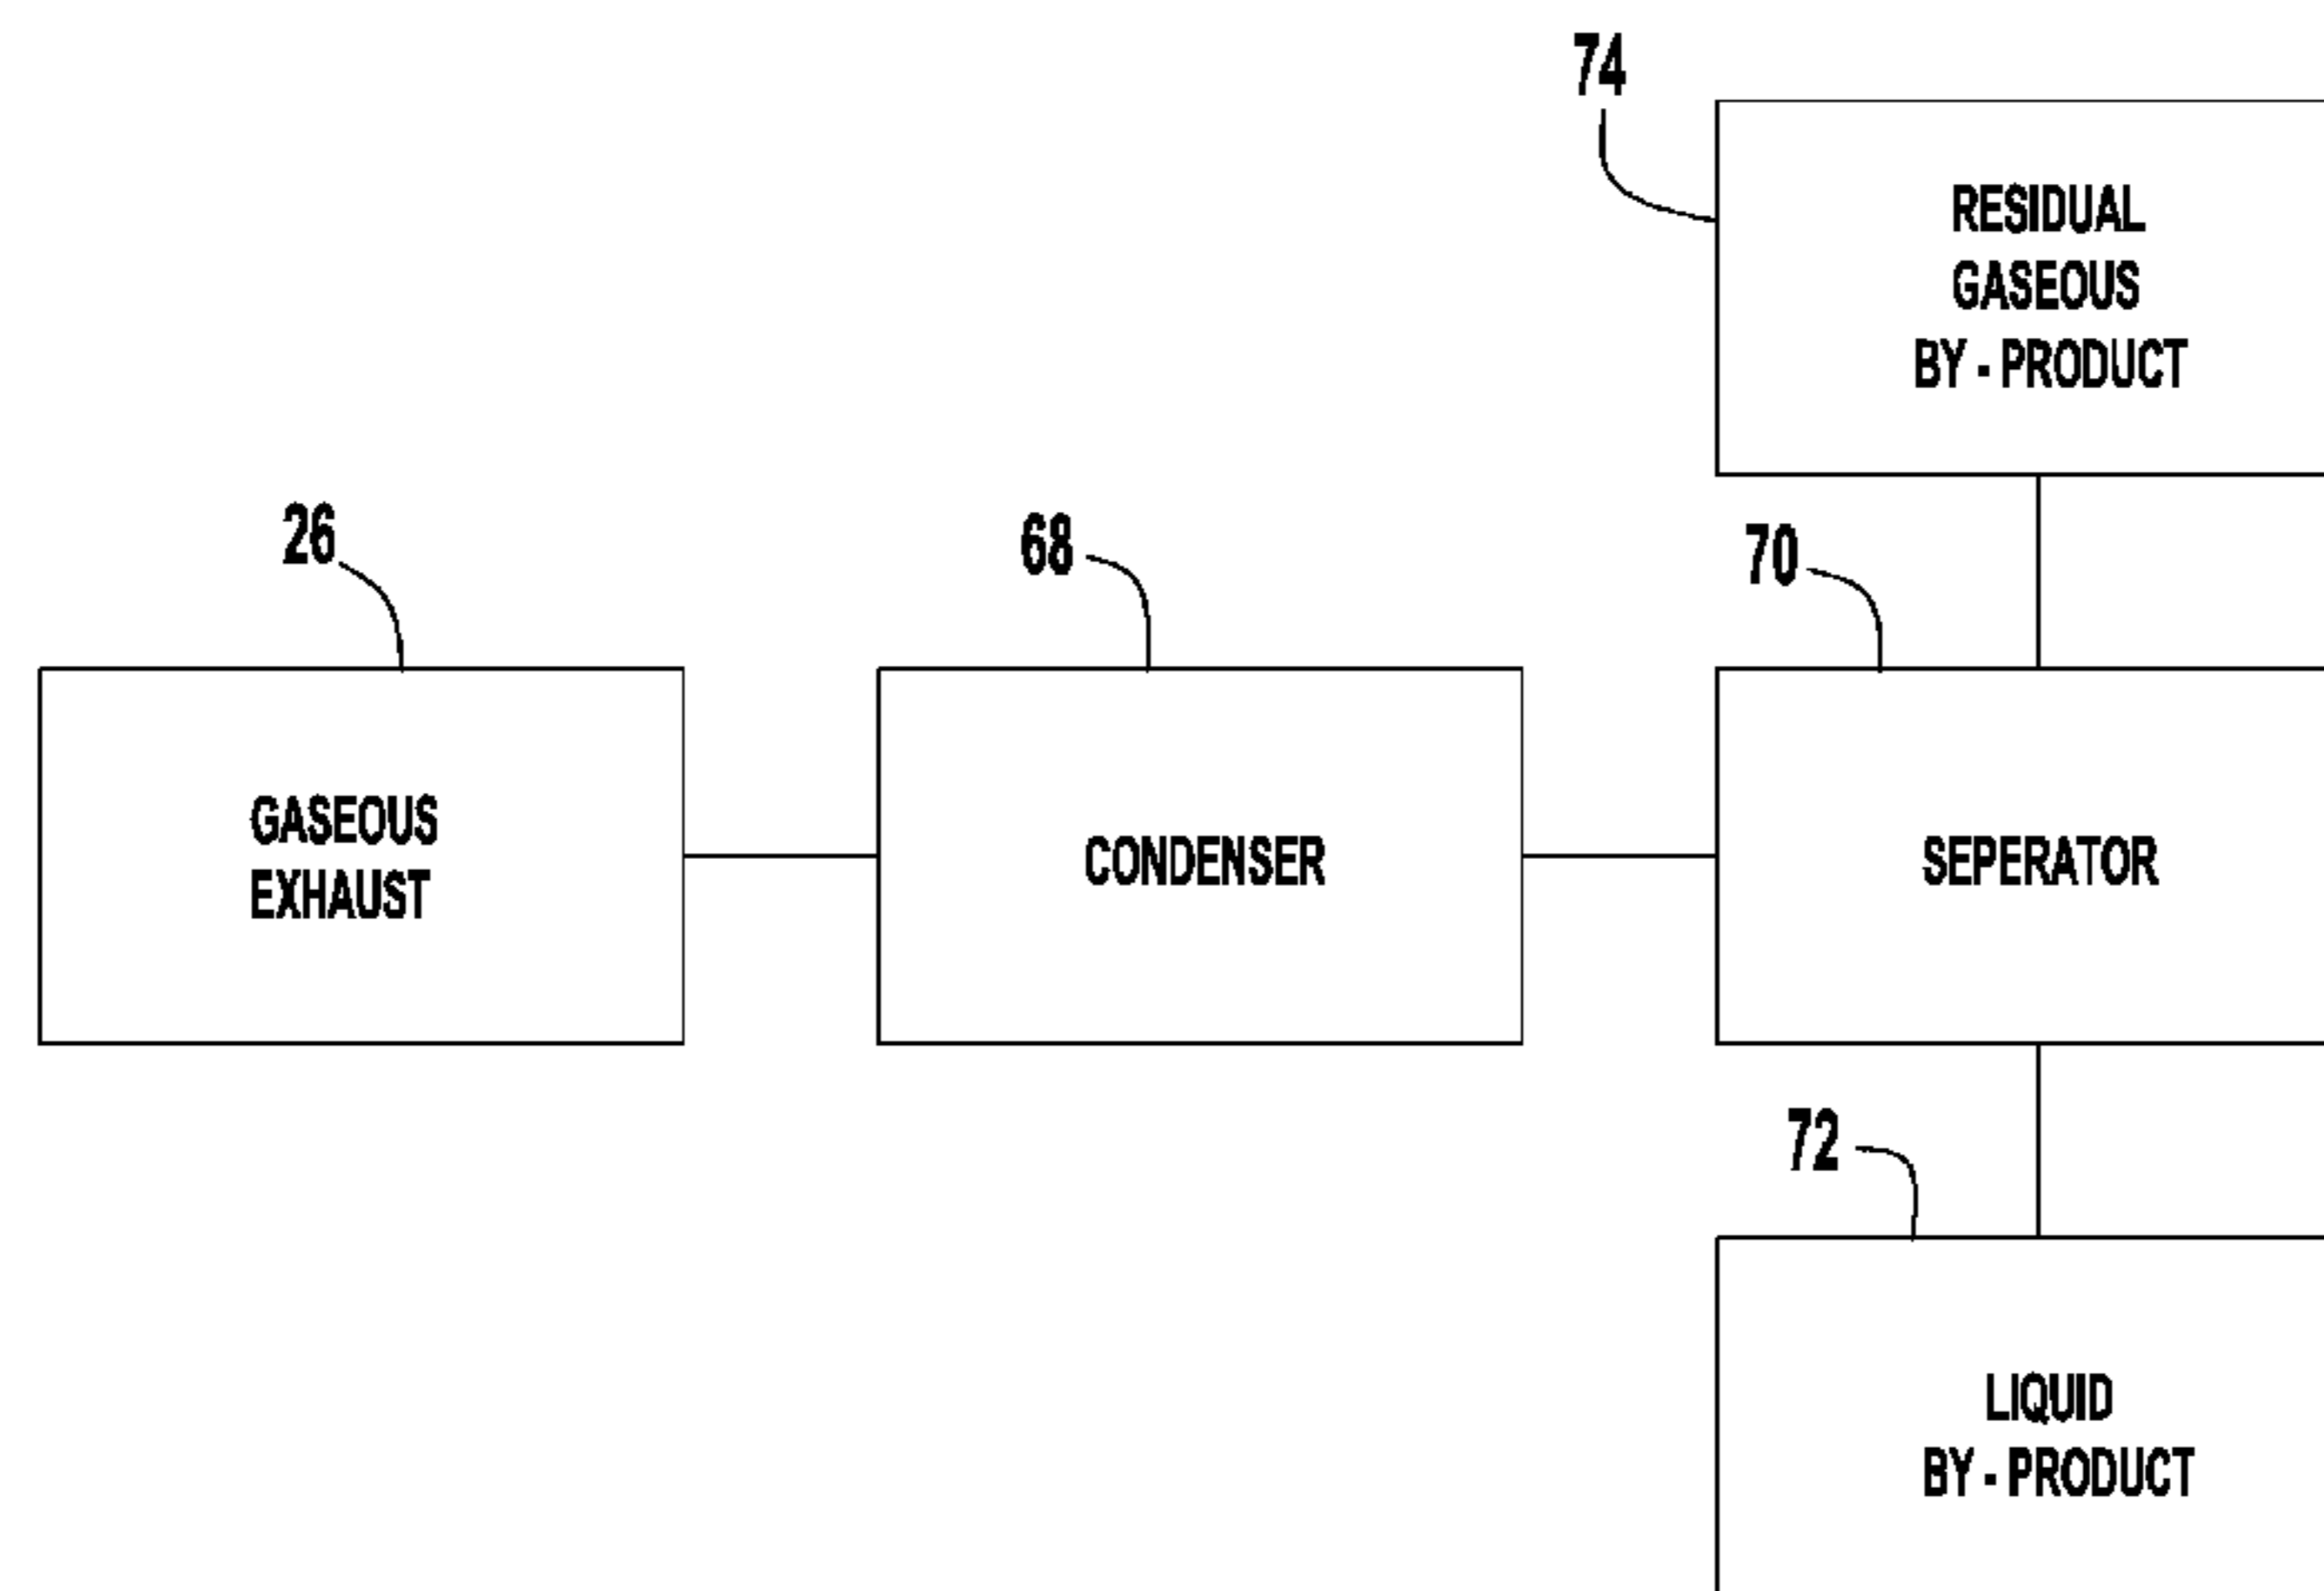 74
RESIDUAL
GASEOUS
BY - PRODUCT
26
68
70
GASEOUS
EXHAUST
CONDENSER
SEPERATOR
72
LIQUID
BY - PRODUCT